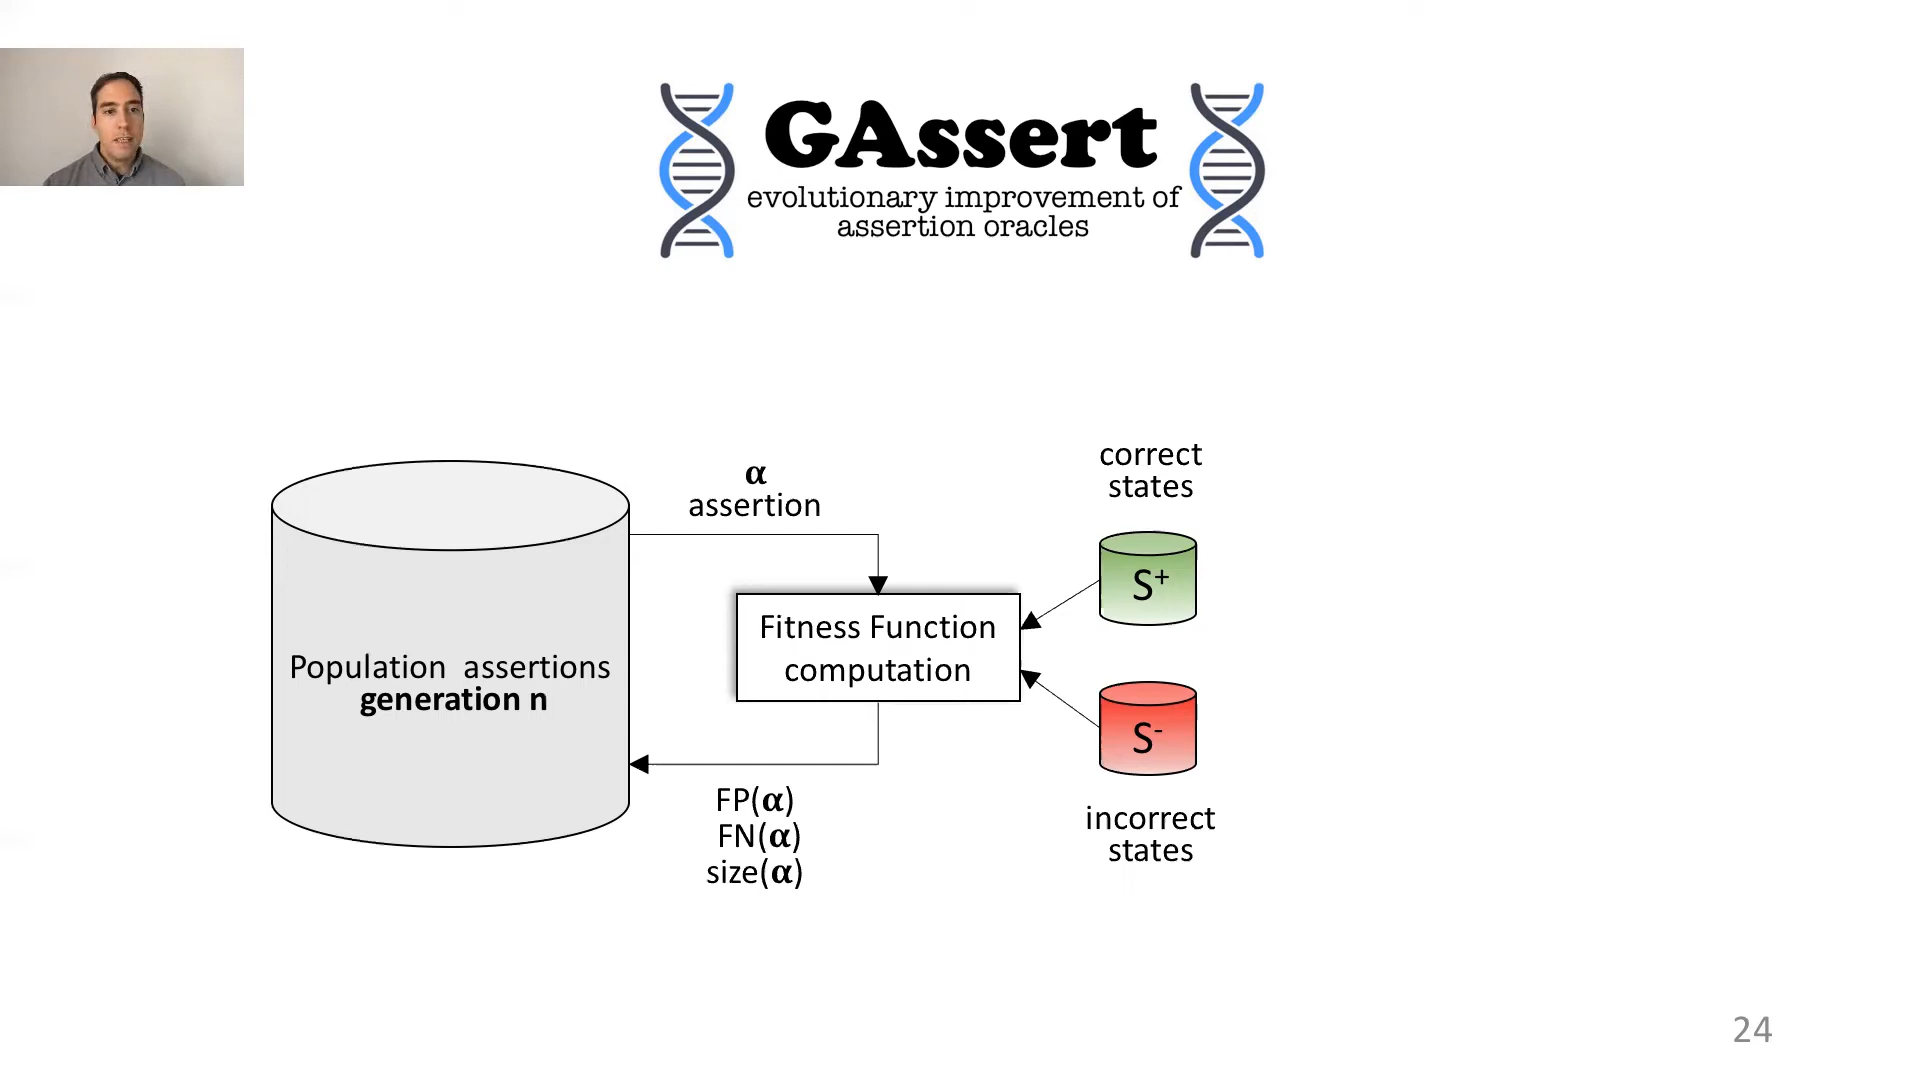 GAssert
evolutionary improvement of
assertion oracles
α
assertion
correct
states
S⁺
Fitness Function
computation
Population assertions
generation n
S⁻
FP(α)
FN(α)
size(α)
incorrect
states
24